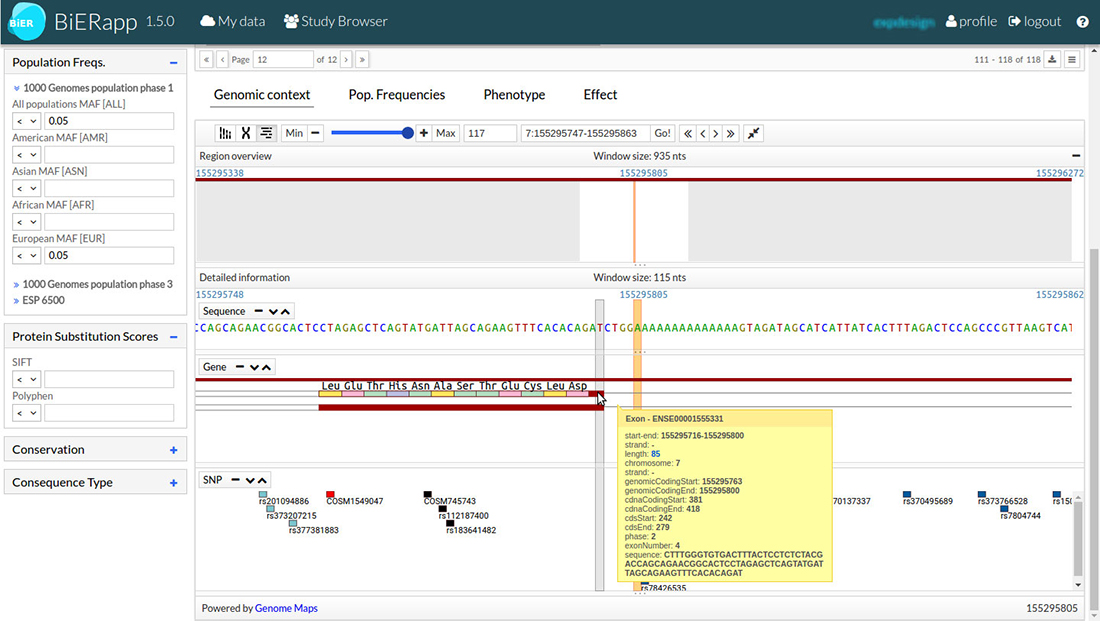 BiER BiERapp 1.5.0 My data Study Browser profile logout ?
Population Freqs.
1000 Genomes population phase 1
All populations MAF [ALL]
< 0.05
American MAF [AMR]
<
Asian MAF [ASN]
<
African MAF [AFR]
<
European MAF [EUR]
< 0.05
1000 Genomes population phase 3
ESP 6500
Protein Substitution Scores
SIFT
<
Polyphen
<
Conservation
Consequence Type
Page 12 of 12 111 - 118 of 118
Genomic context Pop. Frequencies Phenotype Effect
Min Max 117 7:155295747-155295863 Go!
Region overview Window size: 935 nts
155295338 155295805 155296272
Detailed information Window size: 115 nts
155295748 155295805 155295862
Sequence
CCAGCAGAACGGCACTCCTAGAGCTCAGTATGATTAGCAGAAGTTTCACACAGATCTGGAAAAAAAAAAAAAAAGTAGATAGCATCATTATCACTTTAGACTCCAGCCCGTTAAGTCAT
Gene
Leu Glu Thr His Asn Ala Ser Thr Glu Cys Leu Asp
Exon - ENSE00001555331
start-end: 155295716-155295800
strand: -
length: 85
chromosome: 7
strand: -
genomicCodingStart: 155295763
genomicCodingEnd: 155295800
cdnaCodingStart: 381
cdnaCodingEnd: 418
cdsStart: 242
cdsEnd: 279
phase: 2
exonNumber: 4
sequence: CTTTGGGTGTGACTTTACTCCTCTCTACG
ACCAGCAGAACGGCACTCCTAGAGCTCAGTATGAT
TAGCAGAAGTTTCACACAGAT
SNP
rs201094886 COSM1549047 COSM745743 70137337 rs370495689 rs373766528
rs373207215 rs112187400 rs7804744
rs377381883 rs183641482
rs78426535
Powered by Genome Maps 155295805